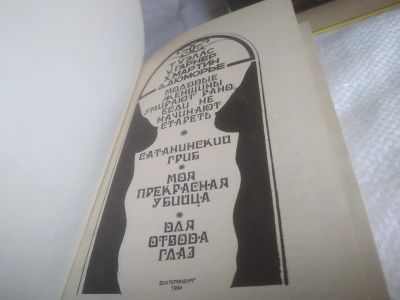 Т. УЭЛЛС
У. ГАРНЕР
Х. МАРТИН
Д. ДЮМОРЬЕ
МОЛОДЫЕ
ЖЕНЩИНЫ
УМИРАЮТ РАНО,
ЕСЛИ НЕ
НАЧИНАЮТ
СТАРЕТЬ
САТАНИНСКИЙ
ГРИБ
МОЯ
ПРЕКРАСНАЯ
УБИЙЦА
ДЛЯ
ОТВОДА
ГЛАЗ
ЕКАТЕРИНБУРГ
1994